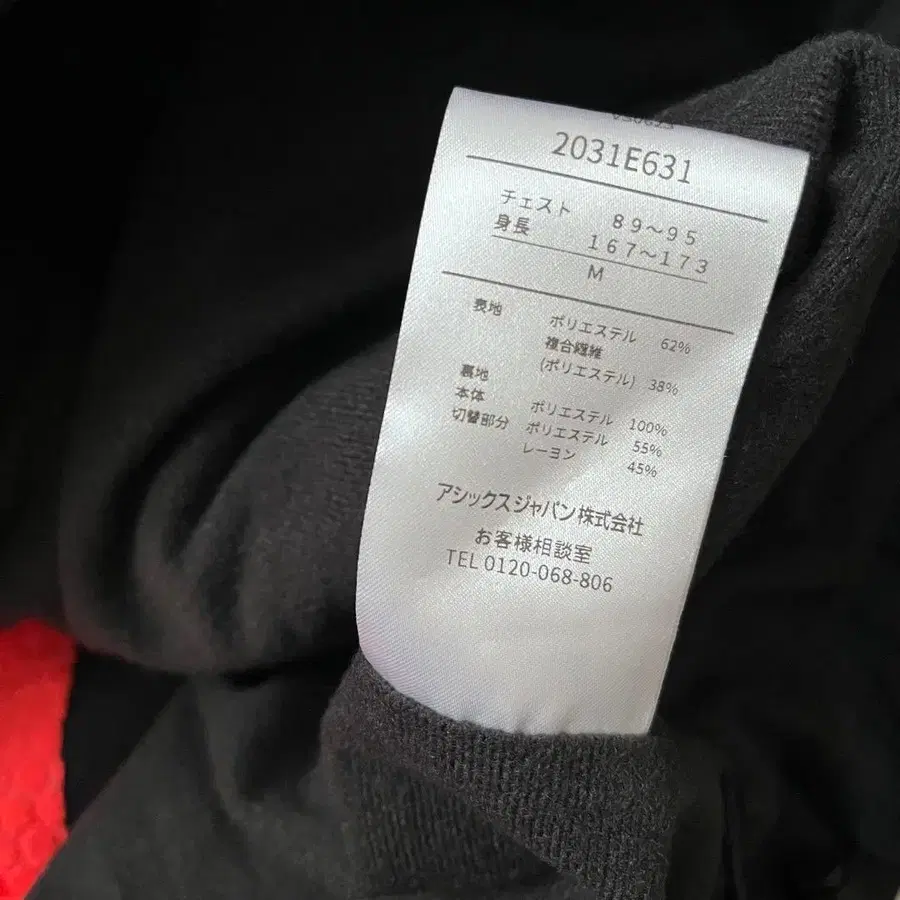 2031E631
チェスト 89～95
身長 167～173
M
表地 ポリエステル 62%
複合繊維
(ポリエステル) 38%
裏地
本体 ポリエステル 100%
切替部分 ポリエステル 55%
レーヨン 45%
アシックスジャパン株式会社
お客様相談室
TEL 0120-068-806